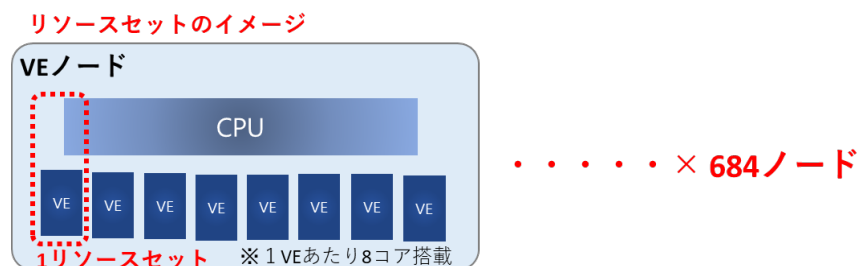 リソースセットのイメージ
VEノード
CPU
・・・・・× 684ノード
VE VE VE VE VE VE VE VE
1リソースセット ※１VEあたり8コア搭載